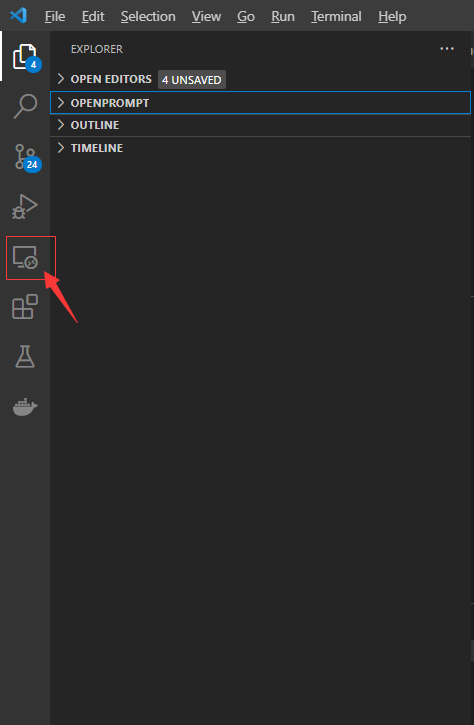 File Edit Selection View Go Run Terminal Help
EXPLORER
4
OPEN EDITORS 4 UNSAVED
OPENPROMPT
OUTLINE
TIMELINE
24